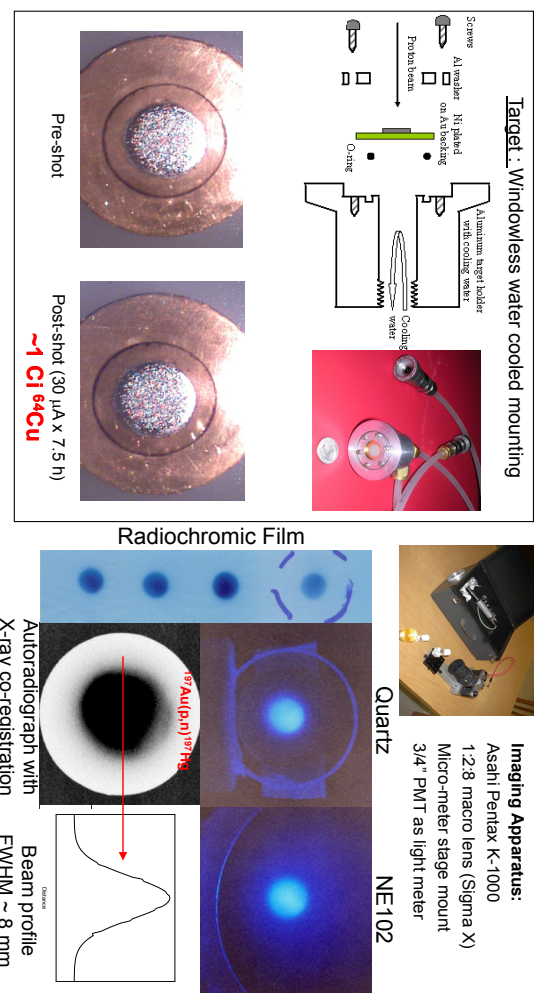 Target : Windowless water cooled mounting
Screws
Al washer
Proton beam
Ni plated
on Au backing
O-ring
Aluminum target holder
with cooling water
Cooling
water
Pre-shot
Post-shot (30 µA x 7.5 h)
~1 Ci ⁶⁴Cu
Imaging Apparatus:
Asahi Pentax K-1000
1:2:8 macro lens (Sigma X)
Micro-meter stage mount
3/4" PMT as light meter
Radiochromic Film
Quartz
NE102
¹⁹⁷Au(p,n)¹⁹⁷Hg
Autoradiograph with
X-ray co-registration
Distance
Beam profile
FWHM ~ 8 mm